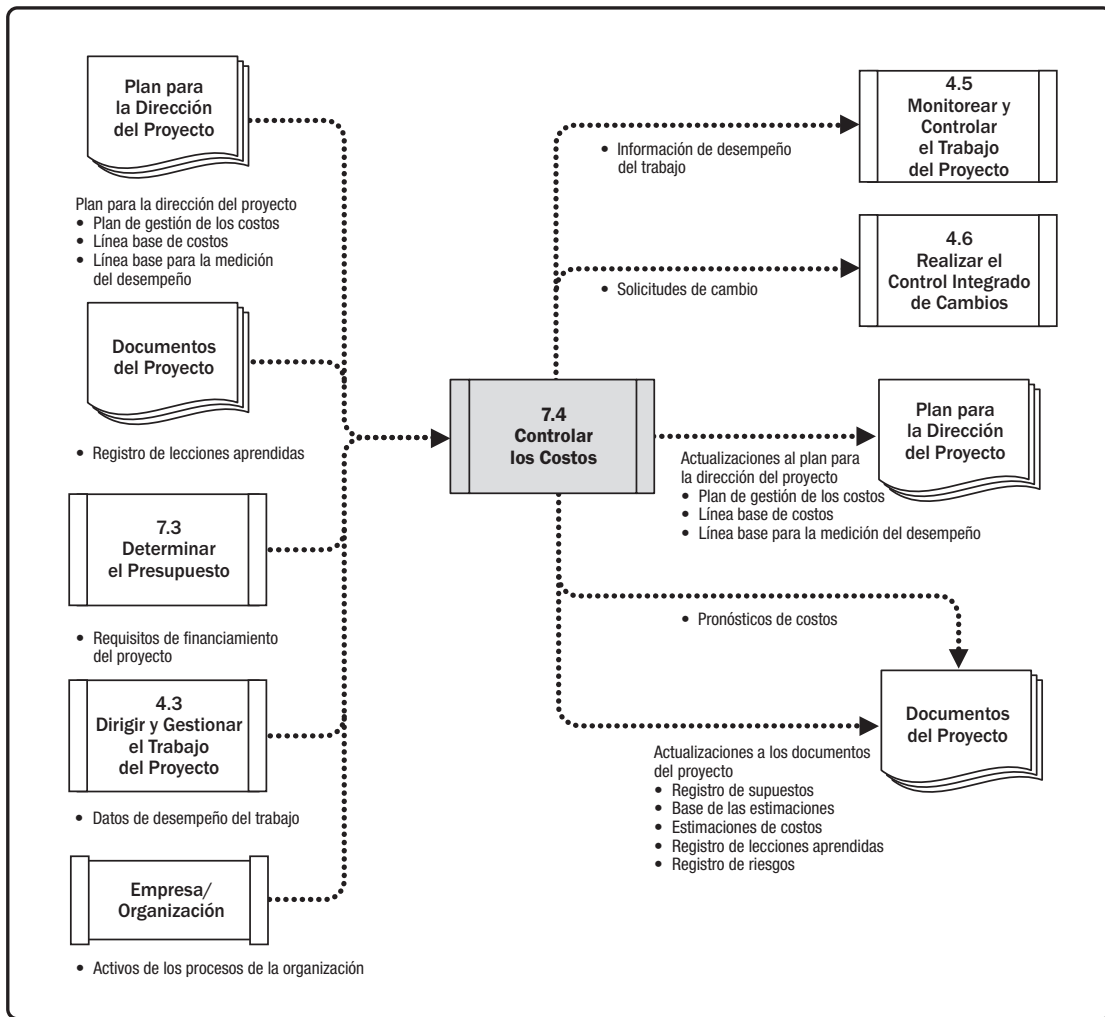 Plan para
la Dirección
del Proyecto
Plan para la dirección del proyecto
• Plan de gestión de los costos
• Línea base de costos
• Línea base para la medición
del desempeño
Documentos
del Proyecto
• Registro de lecciones aprendidas
7.3
Determinar
el Presupuesto
• Requisitos de financiamiento
del proyecto
4.3
Dirigir y Gestionar
el Trabajo
del Proyecto
• Datos de desempeño del trabajo
Empresa/
Organización
• Activos de los procesos de la organización
7.4
Controlar
los Costos
4.5
Monitorear y
Controlar
el Trabajo
del Proyecto
• Información de desempeño
del trabajo
4.6
Realizar el
Control Integrado
de Cambios
• Solicitudes de cambio
Plan para
la Dirección
del Proyecto
Actualizaciones al plan para
la dirección del proyecto
• Plan de gestión de los costos
• Línea base de costos
• Línea base para la medición del desempeño
• Pronósticos de costos
Documentos
del Proyecto
Actualizaciones a los documentos
del proyecto
• Registro de supuestos
• Base de las estimaciones
• Estimaciones de costos
• Registro de lecciones aprendidas
• Registro de riesgos